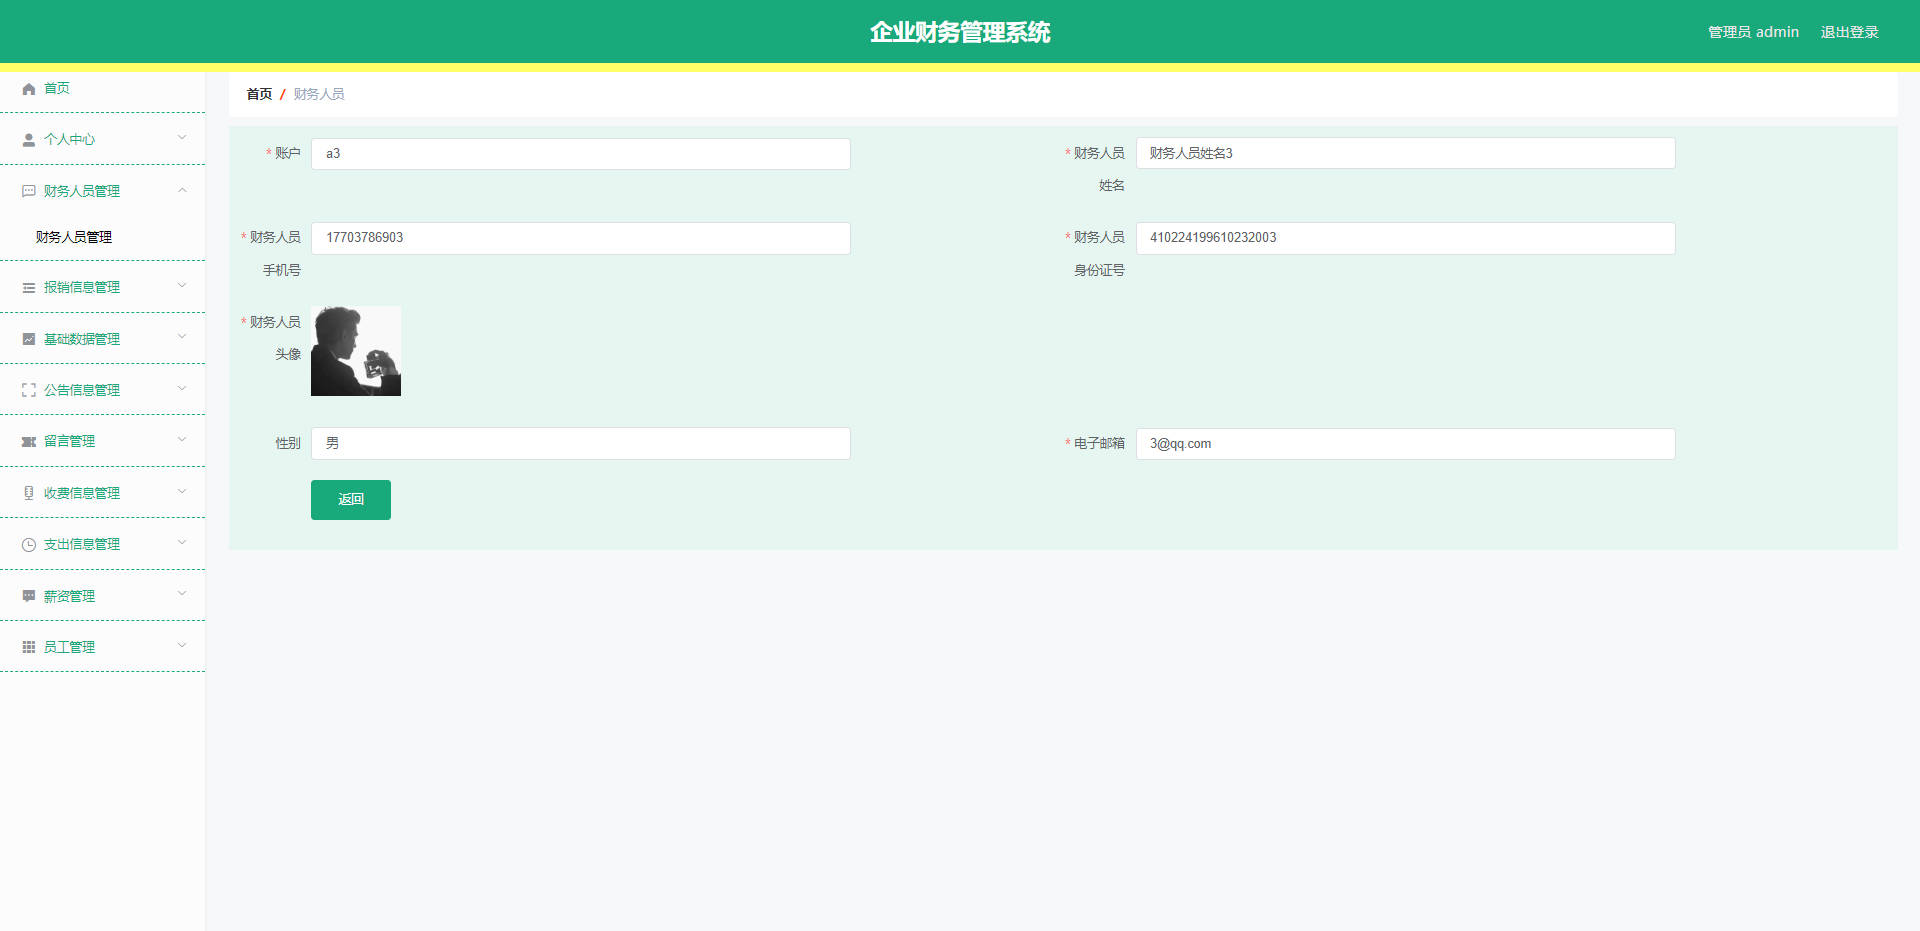 企业财务管理系统
管理员 admin
退出登录
首页
个人中心
财务人员管理
财务人员管理
报销信息管理
基础数据管理
公告信息管理
留言管理
收费信息管理
支出信息管理
薪资管理
员工管理
首页 / 财务人员
* 账户
a3
* 财务人员
姓名
财务人员姓名3
* 财务人员
手机号
17703786903
* 财务人员
身份证号
410224199610232003
* 财务人员
头像
性别
男
* 电子邮箱
3@qq.com
返回